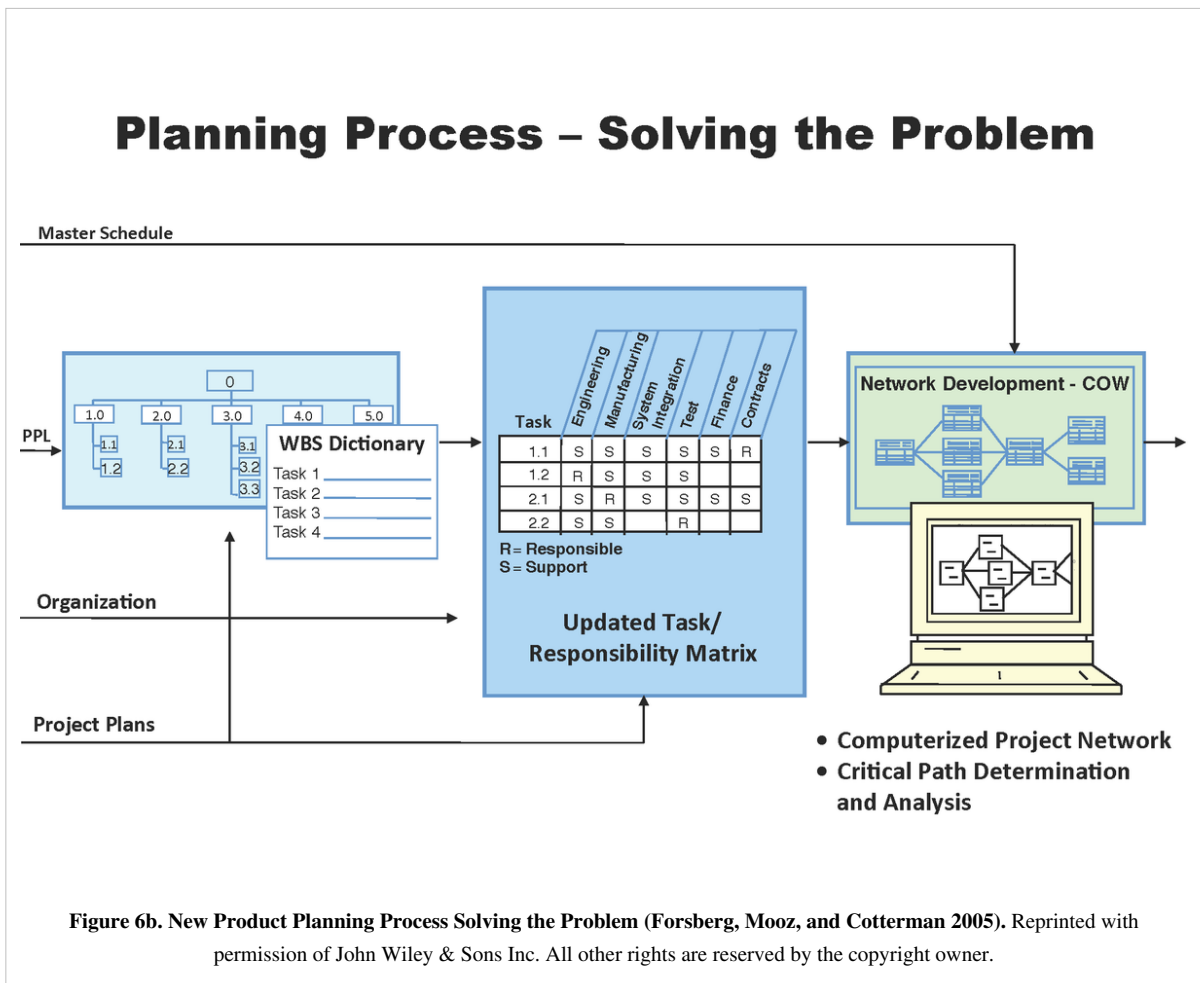 Planning Process – Solving the Problem
Master Schedule
PPL
0
1.0 2.0 3.0 4.0 5.0
1.1 2.1 3.1
1.2 2.2 3.2
3.3
WBS Dictionary
Task 1
Task 2
Task 3
Task 4
Organization
Project Plans
Task Engineering Manufacturing System Integration Test Finance Contracts
1.1 S S S S S R
1.2 R S S S
2.1 S R S S S S
2.2 S S R
R= Responsible
S= Support
Updated Task/
Responsibility Matrix
Network Development - COW
• Computerized Project Network
• Critical Path Determination
and Analysis
Figure 6b. New Product Planning Process Solving the Problem (Forsberg, Mooz, and Cotterman 2005). Reprinted with
permission of John Wiley & Sons Inc. All other rights are reserved by the copyright owner.